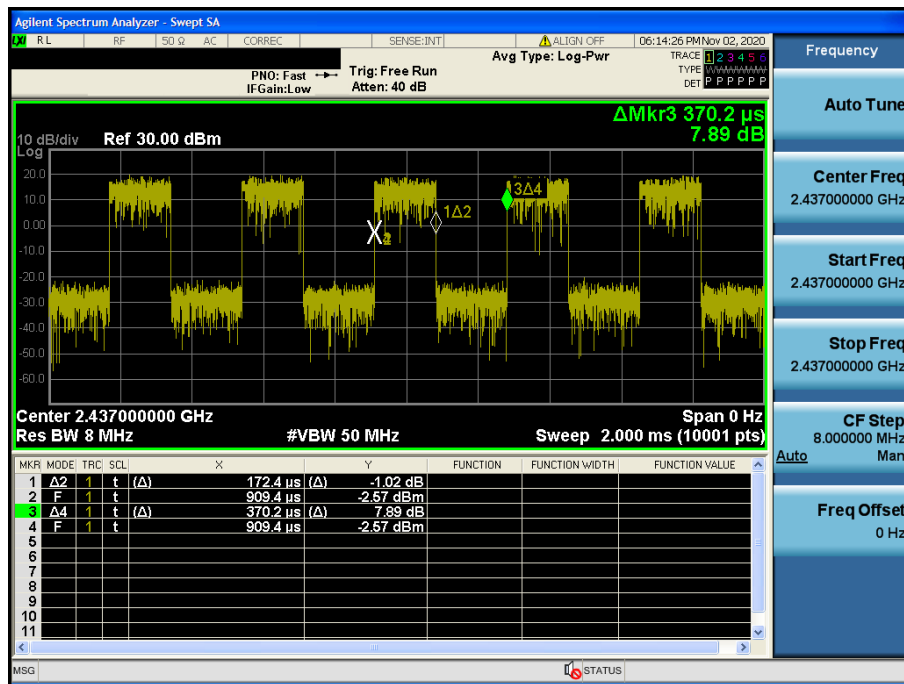 Agilent Spectrum Analyzer - Swept SA
LXI RL RF 50 Ω AC CORREC SENSE:INT ALIGN OFF 06:14:26 PM Nov 02, 2020
Avg Type: Log-Pwr TRACE 1 2 3 4 5 6
PNO: Fast Trig: Free Run TYPE WWWWWW
IFGain:Low Atten: 40 dB DET P P P P P P
ΔMkr3 370.2 µs
7.89 dB
10 dB/div Ref 30.00 dBm
Log
20.0
10.0
0.00
-10.0
-20.0
-30.0
-40.0
-50.0
-60.0
3Δ4
1Δ2
X
Center 2.437000000 GHz Span 0 Hz
Res BW 8 MHz #VBW 50 MHz Sweep 2.000 ms (10001 pts)
MKR MODE TRC SCL X Y FUNCTION FUNCTION WIDTH FUNCTION VALUE
1 Δ2 1 t (Δ) 172.4 µs (Δ) -1.02 dB
2 F 1 t 909.4 µs -2.57 dBm
3 Δ4 1 t (Δ) 370.2 µs (Δ) 7.89 dB
4 F 1 t 909.4 µs -2.57 dBm
5
6
7
8
9
10
11
MSG STATUS
Frequency
Auto Tune
Center Freq
2.437000000 GHz
Start Freq
2.437000000 GHz
Stop Freq
2.437000000 GHz
CF Step
8.000000 MHz
Auto Man
Freq Offset
0 Hz